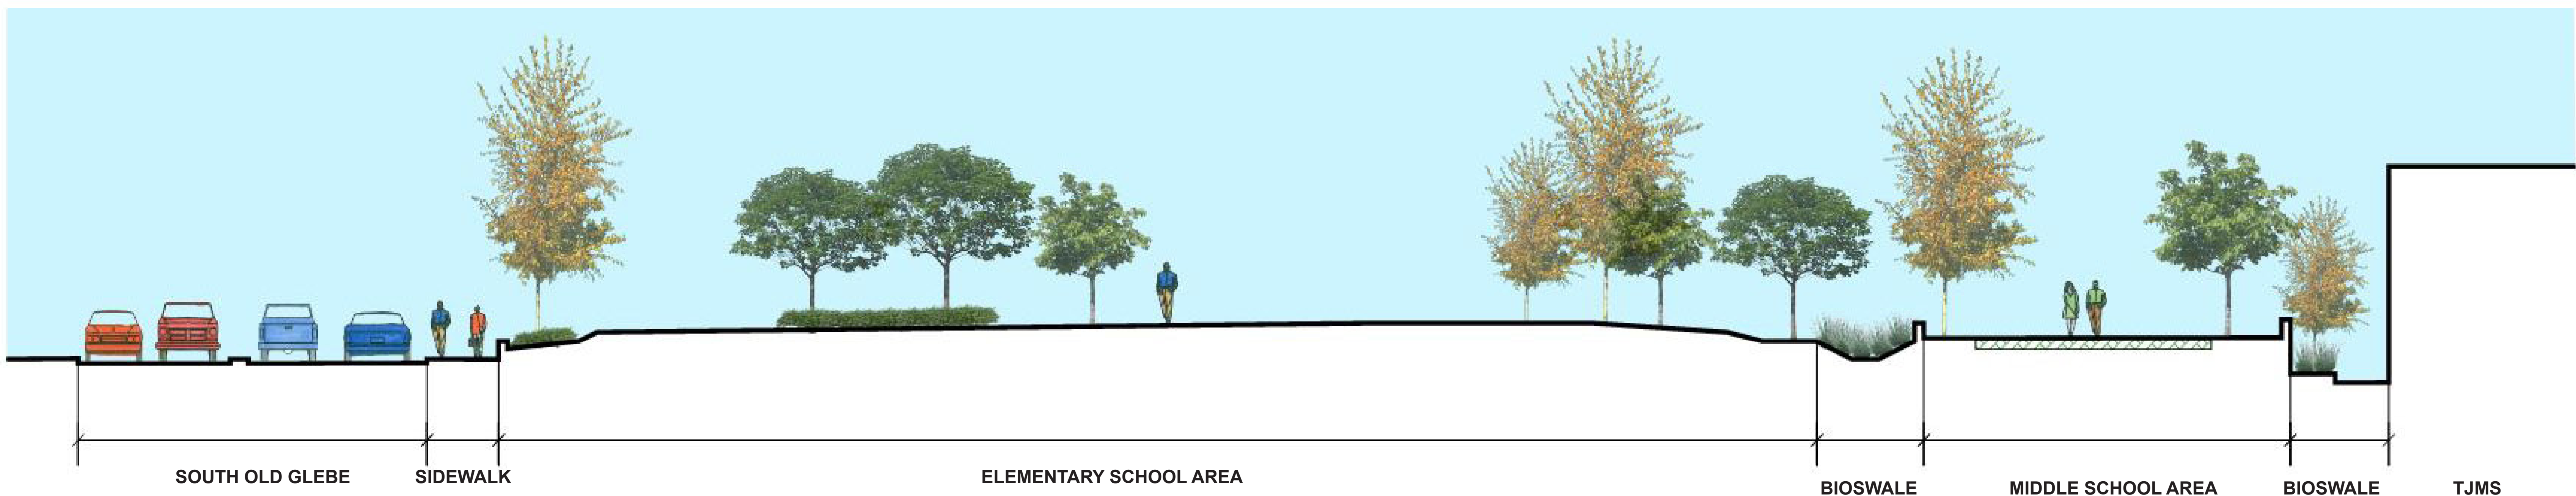 SOUTH OLD GLEBE
SIDEWALK
ELEMENTARY SCHOOL AREA
BIOSWALE
MIDDLE SCHOOL AREA
BIOSWALE
TJMS